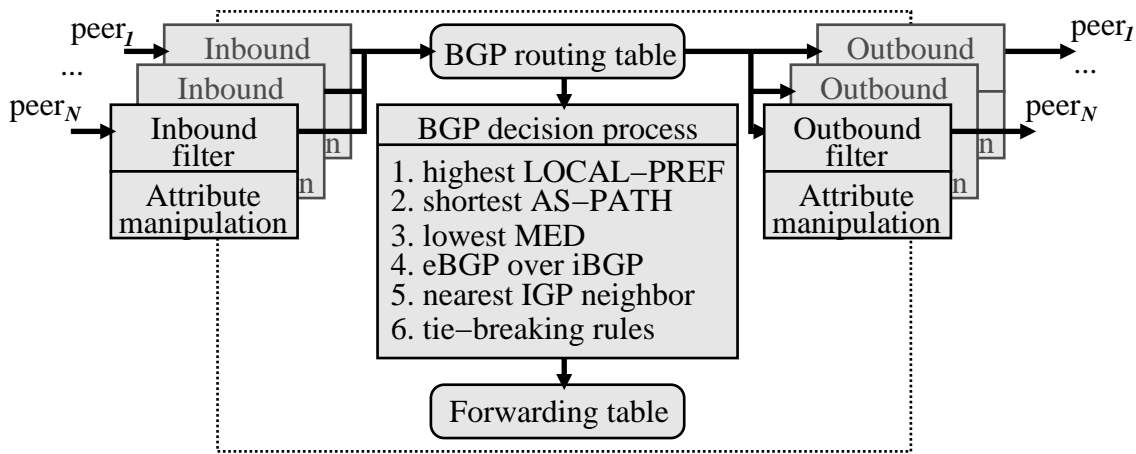 peer1
...
peerN
Inbound
Inbound
Inbound
filter
n
n
Attribute
manipulation
BGP routing table
BGP decision process
1. highest LOCAL–PREF
2. shortest AS–PATH
3. lowest MED
4. eBGP over iBGP
5. nearest IGP neighbor
6. tie–breaking rules
Forwarding table
Outbound
Outbound
Outbound
filter
n
n
Attribute
manipulation
peer1
...
peerN